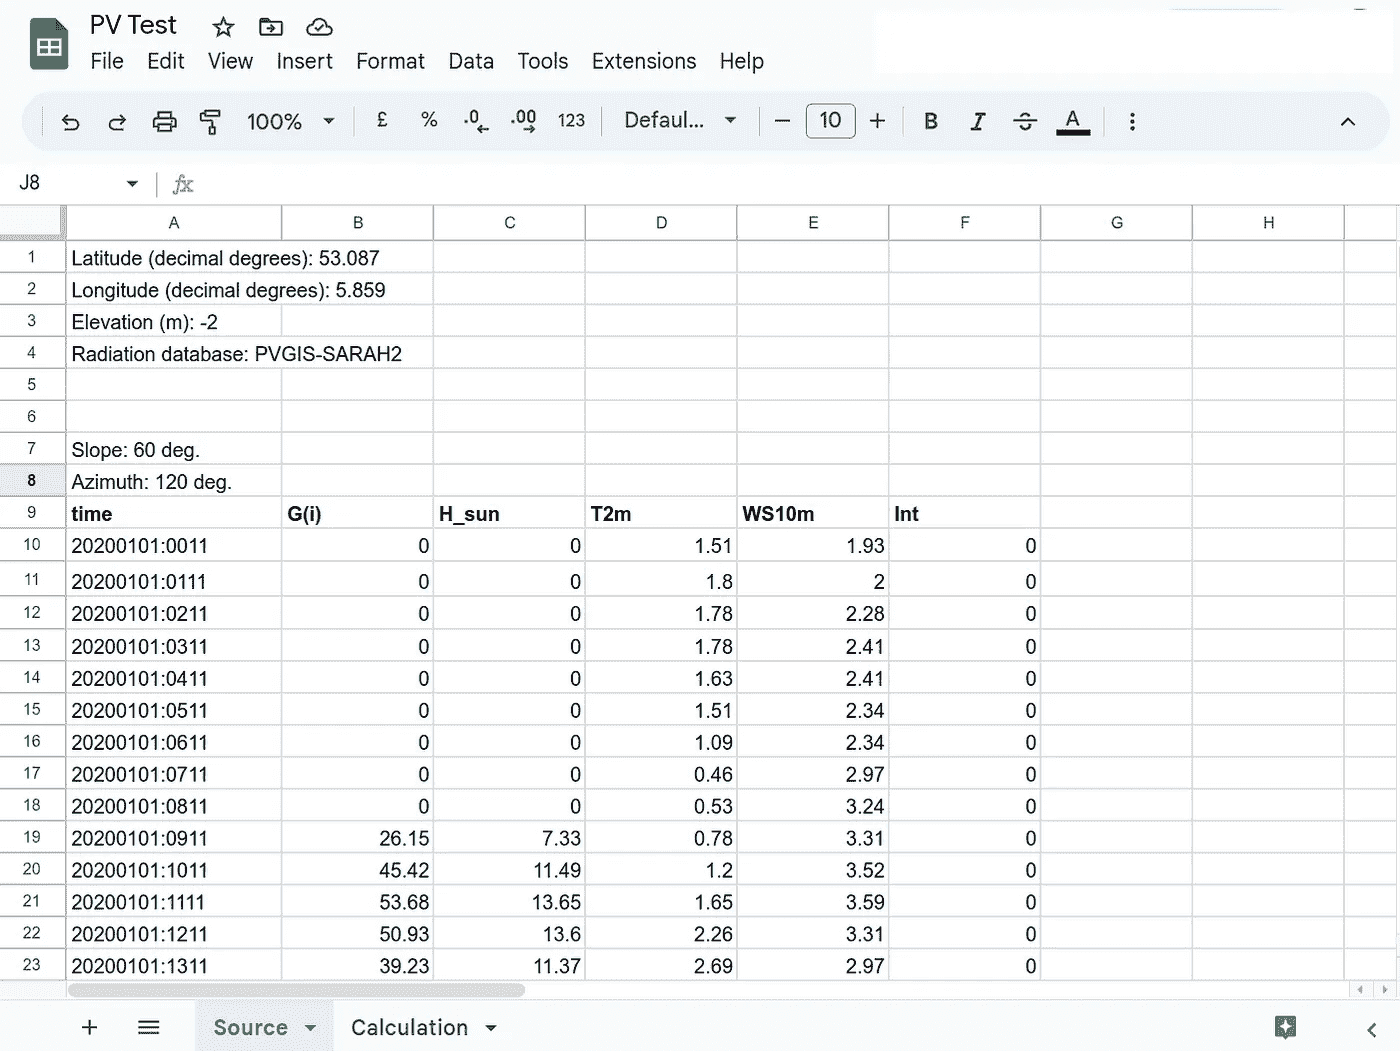 PV Test
File Edit View Insert Format Data Tools Extensions Help
100% £ % .0 .00 123 Defaul... 10 B I S A
J8 fx
A B C D E F G H
1 Latitude (decimal degrees): 53.087
2 Longitude (decimal degrees): 5.859
3 Elevation (m): -2
4 Radiation database: PVGIS-SARAH2
5
6
7 Slope: 60 deg.
8 Azimuth: 120 deg.
9 time G(i) H_sun T2m WS10m Int
10 20200101:0011 0 0 1.51 1.93 0
11 20200101:0111 0 0 1.8 2 0
12 20200101:0211 0 0 1.78 2.28 0
13 20200101:0311 0 0 1.78 2.41 0
14 20200101:0411 0 0 1.63 2.41 0
15 20200101:0511 0 0 1.51 2.34 0
16 20200101:0611 0 0 1.09 2.34 0
17 20200101:0711 0 0 0.46 2.97 0
18 20200101:0811 0 0 0.53 3.24 0
19 20200101:0911 26.15 7.33 0.78 3.31 0
20 20200101:1011 45.42 11.49 1.2 3.52 0
21 20200101:1111 53.68 13.65 1.65 3.59 0
22 20200101:1211 50.93 13.6 2.26 3.31 0
23 20200101:1311 39.23 11.37 2.69 2.97 0
Source Calculation